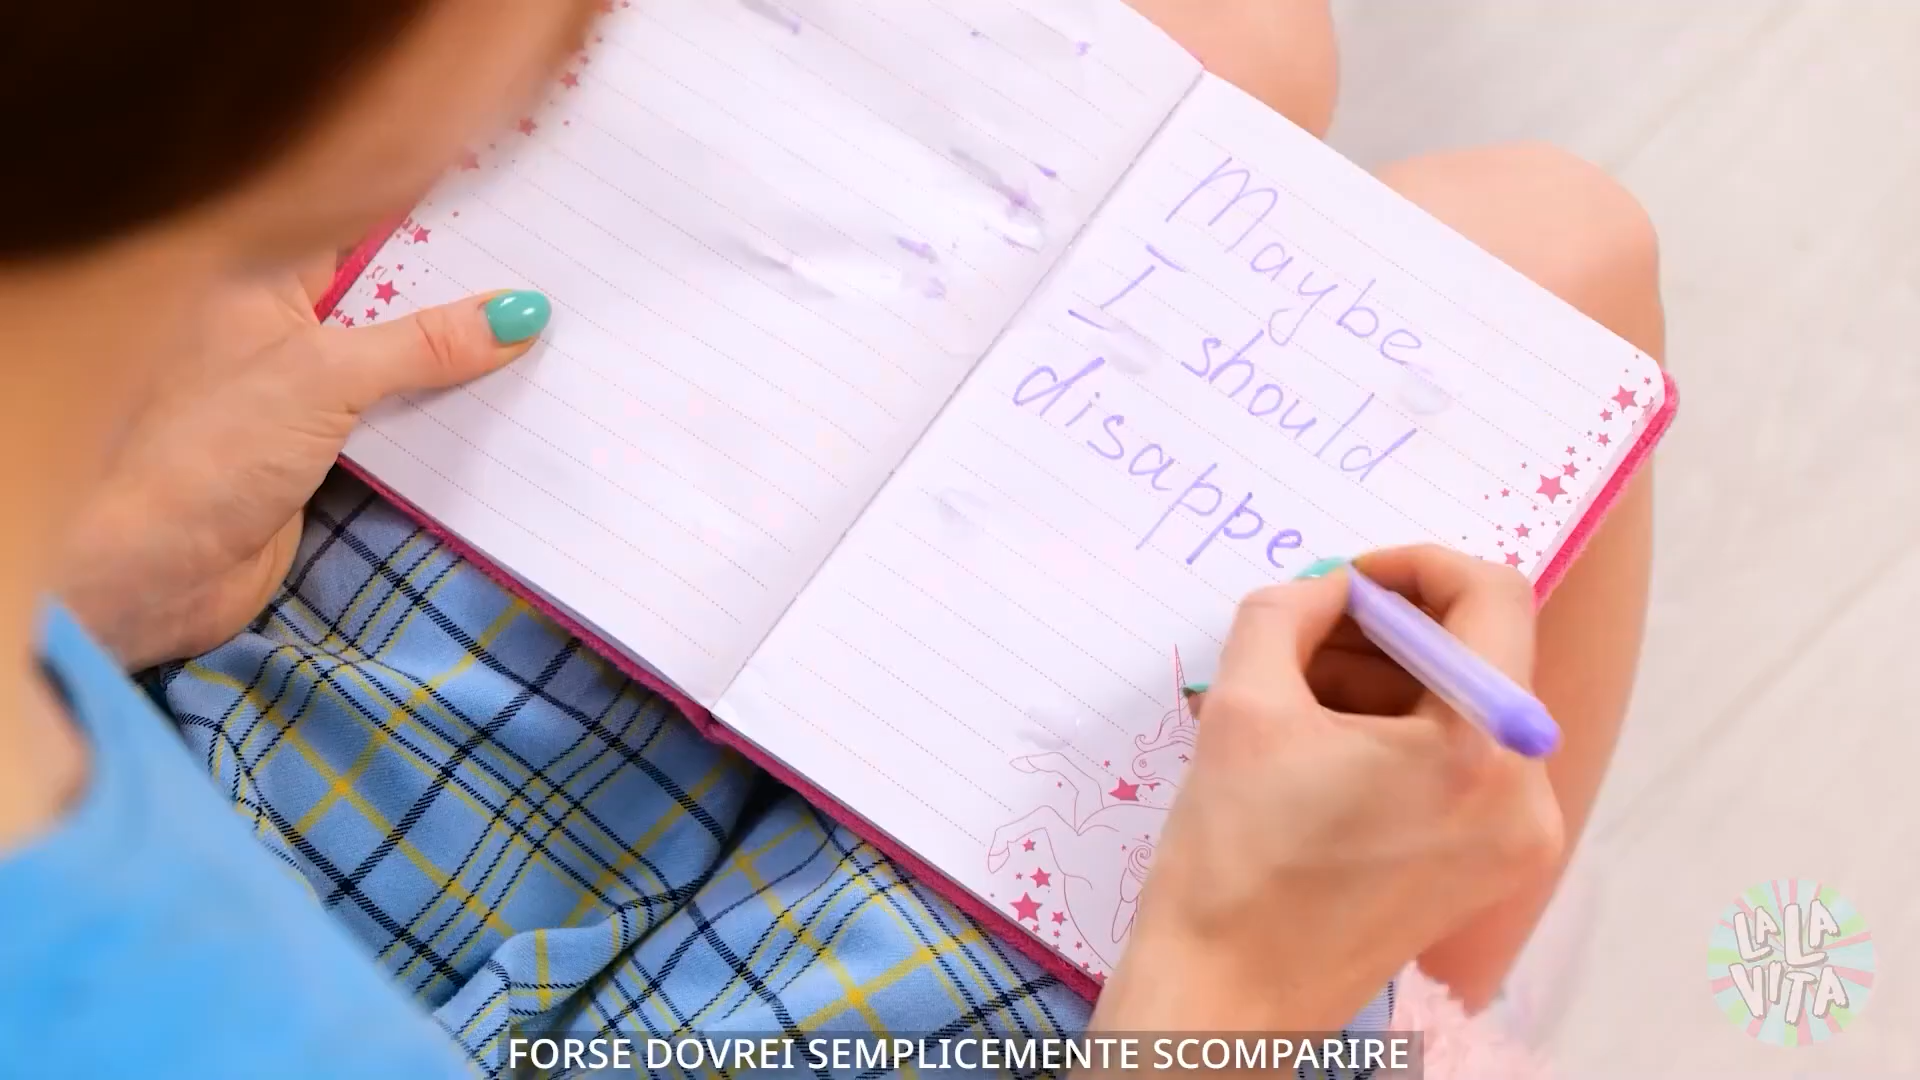 Maybe
I should
disappe
LA LA
VITA
FORSE DOVREI SEMPLICEMENTE SCOMPARIRE